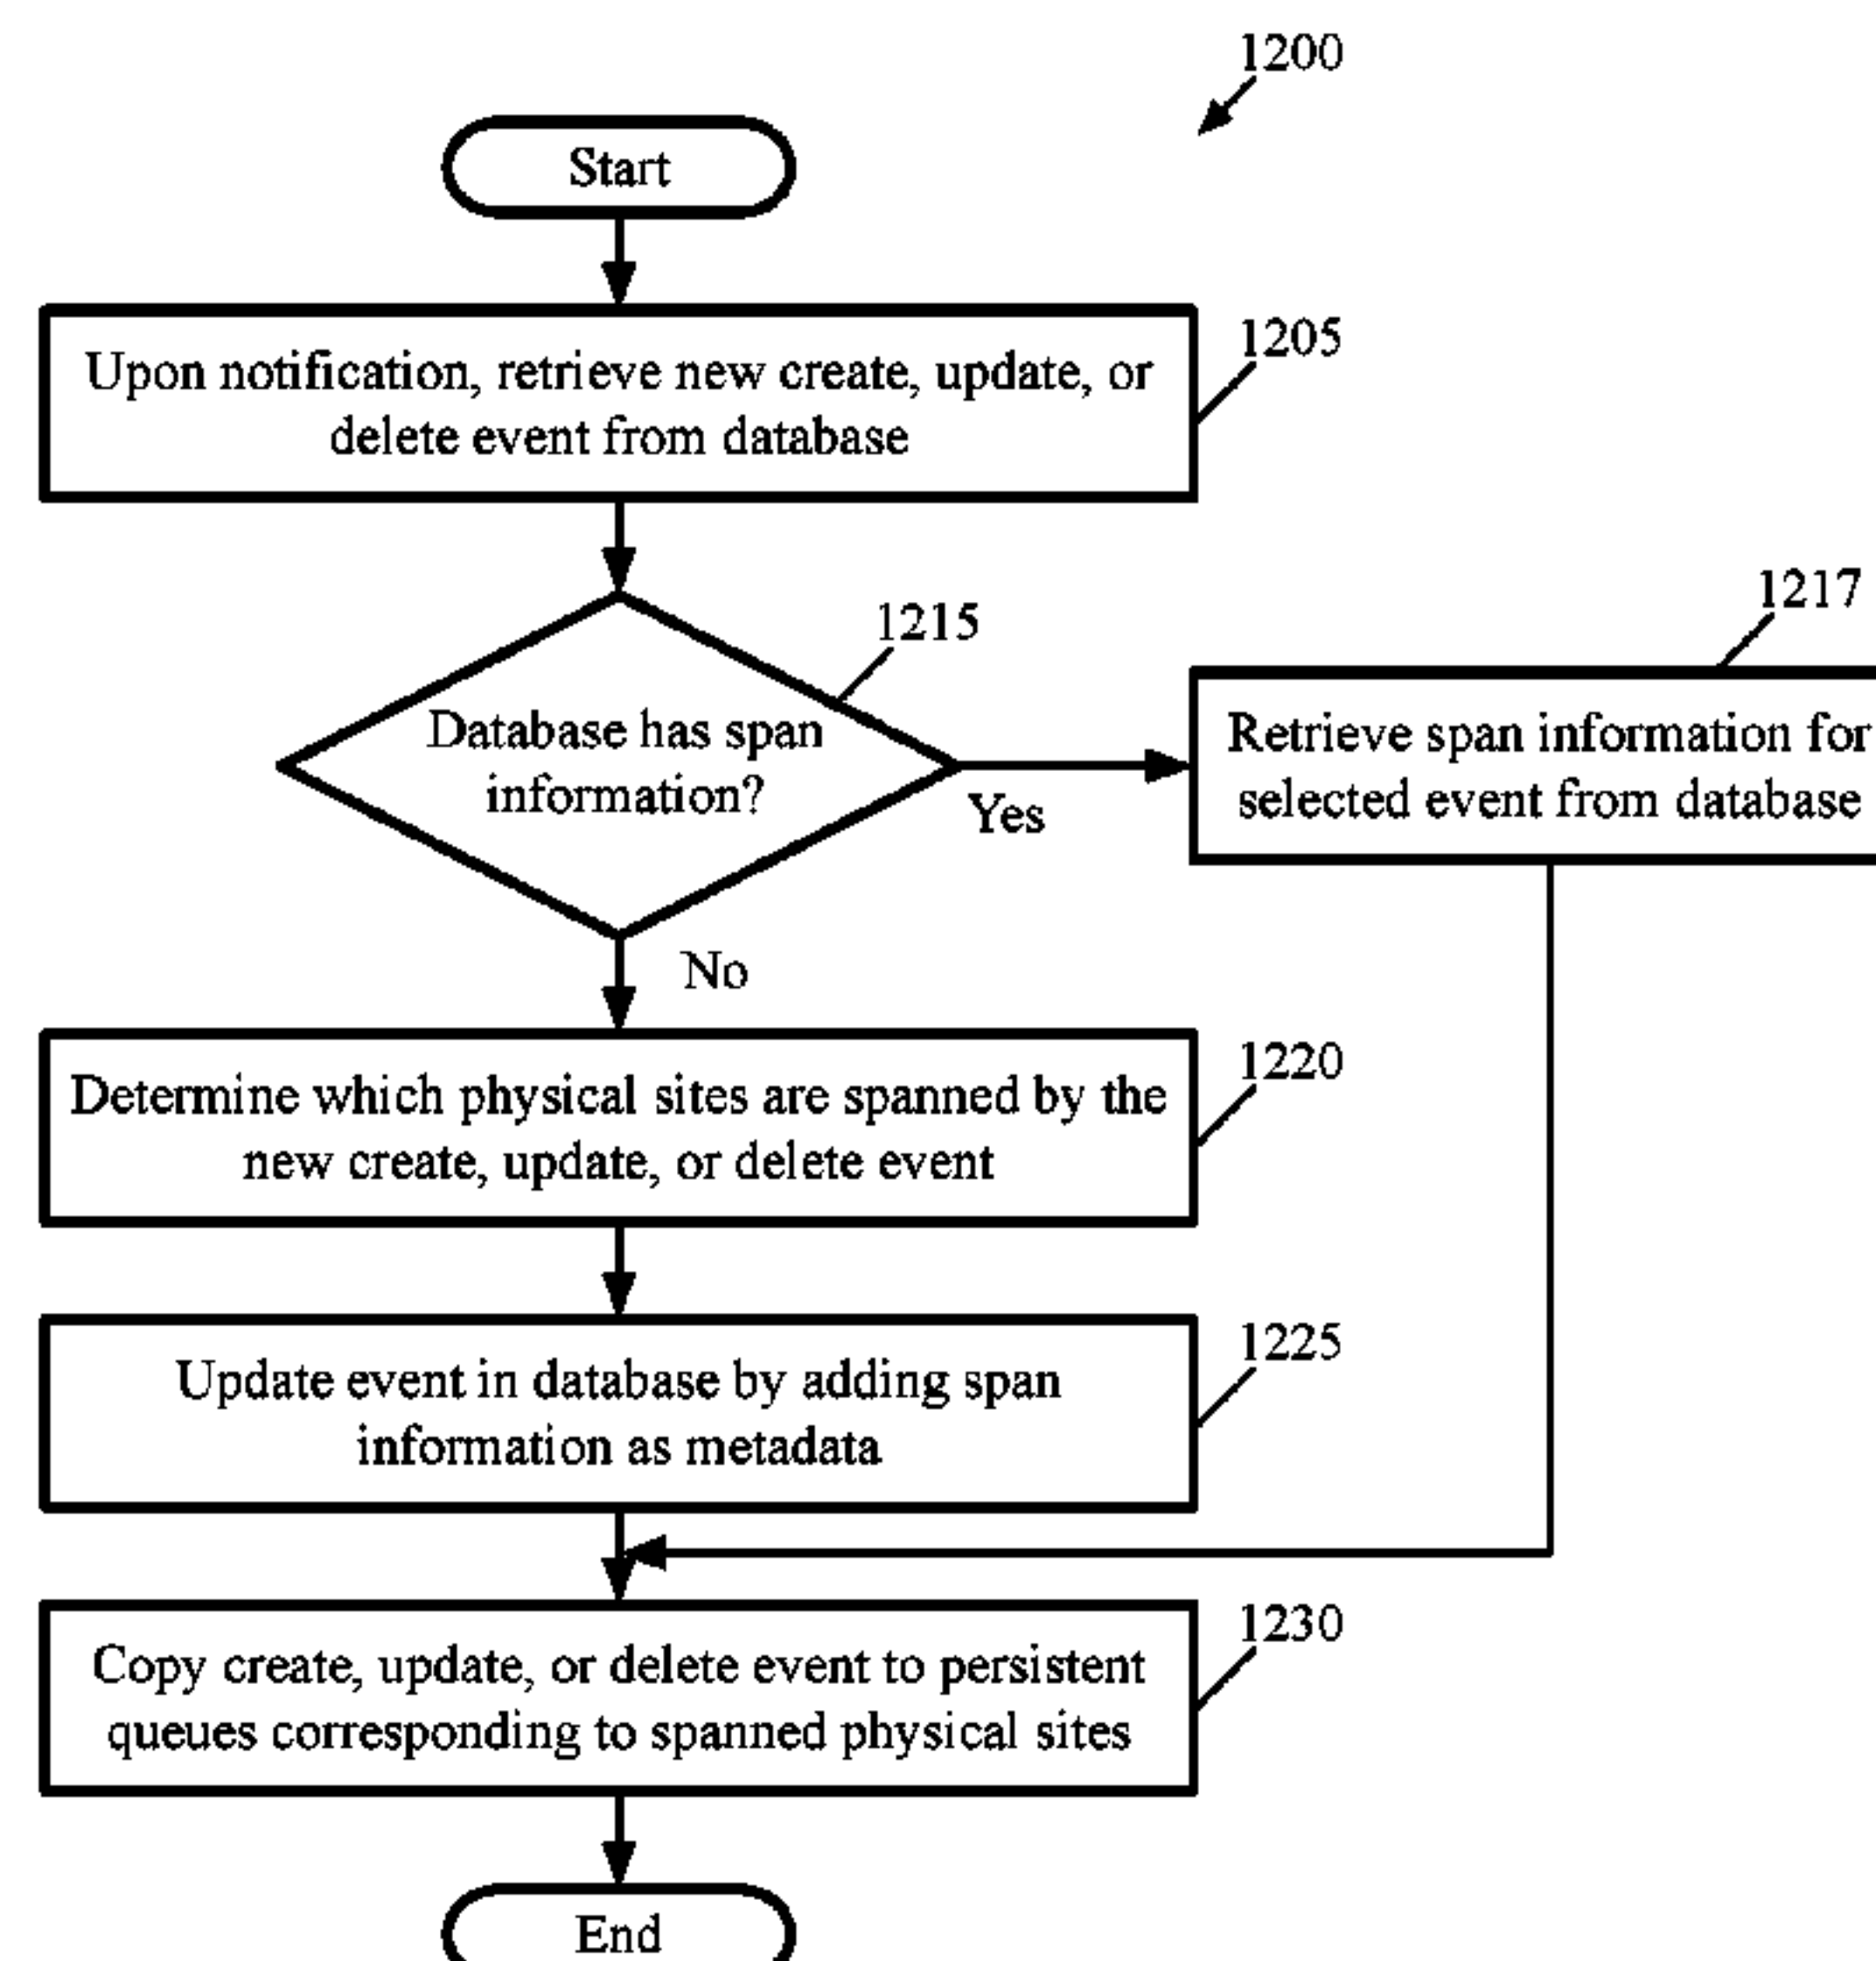 1200
Start
Upon notification, retrieve new create, update, or
delete event from database
1205
Database has span
information?
1215
Yes
No
Retrieve span information for
selected event from database
1217
Determine which physical sites are spanned by the
new create, update, or delete event
1220
Update event in database by adding span
information as metadata
1225
Copy create, update, or delete event to persistent
queues corresponding to spanned physical sites
1230
End